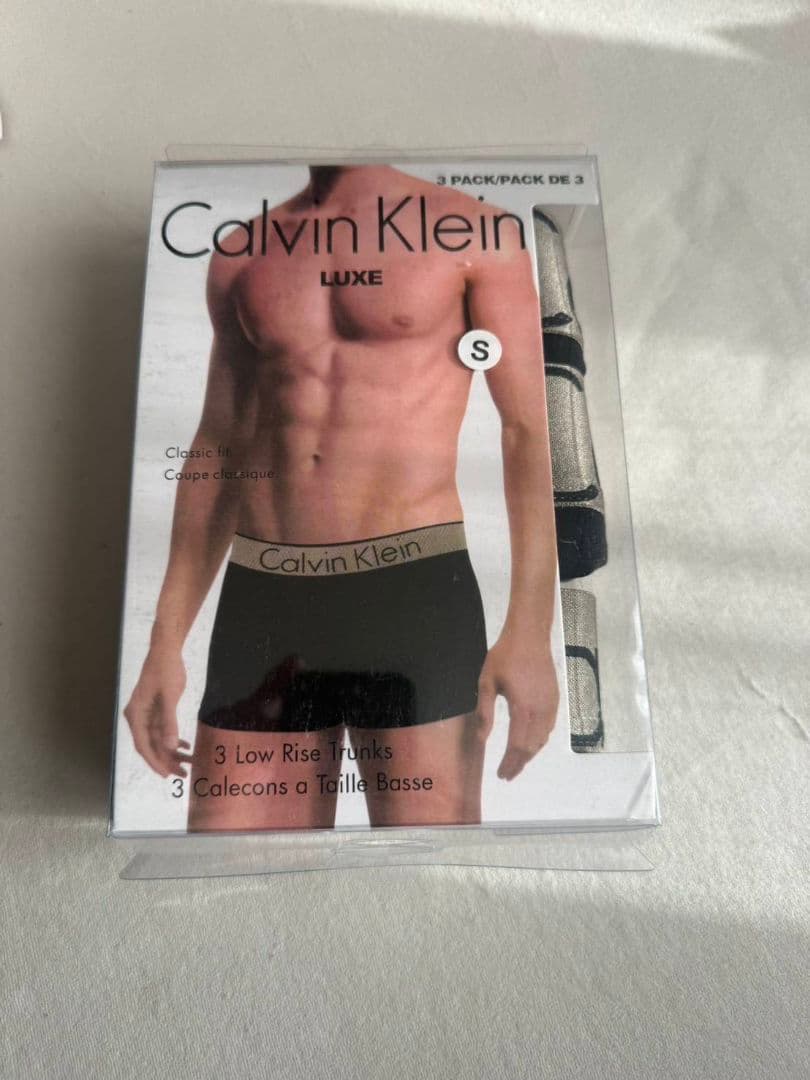 3 PACK/PACK DE 3
Calvin Klein
LUXE
S
Classic fit
Coupe classique
Calvin Klein
3 Low Rise Trunks
3 Calecons a Taille Basse